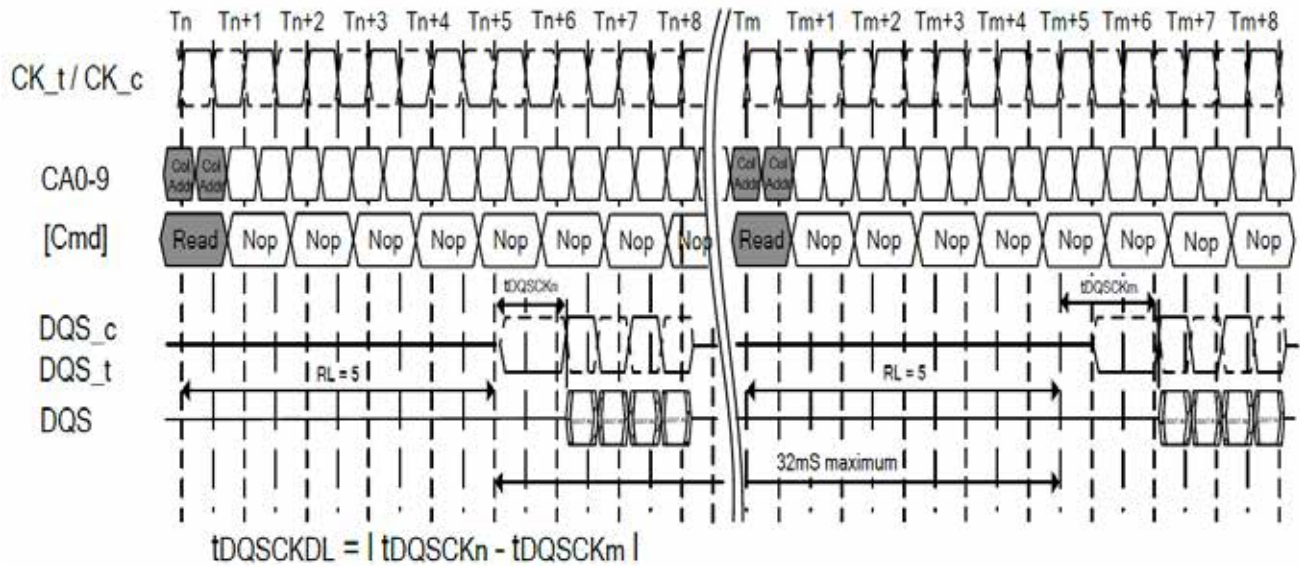 Tn Tn+1 Tn+2 Tn+3 Tn+4 Tn+5 Tn+6 Tn+7 Tn+8 Tm Tm+1 Tm+2 Tm+3 Tm+4 Tm+5 Tm+6 Tm+7 Tm+8
CK_t / CK_c
CA0-9 Col Addr Col Addr Col Addr Col Addr
[Cmd] Read Nop Nop Nop Nop Nop Nop Nop Nop Read Nop Nop Nop Nop Nop Nop Nop Nop
tDQSCKn tDQSCKm
DQS_c
DQS_t RL = 5 RL = 5
DQS
32mS maximum
tDQSCKDL = | tDQSCKn - tDQSCKm |